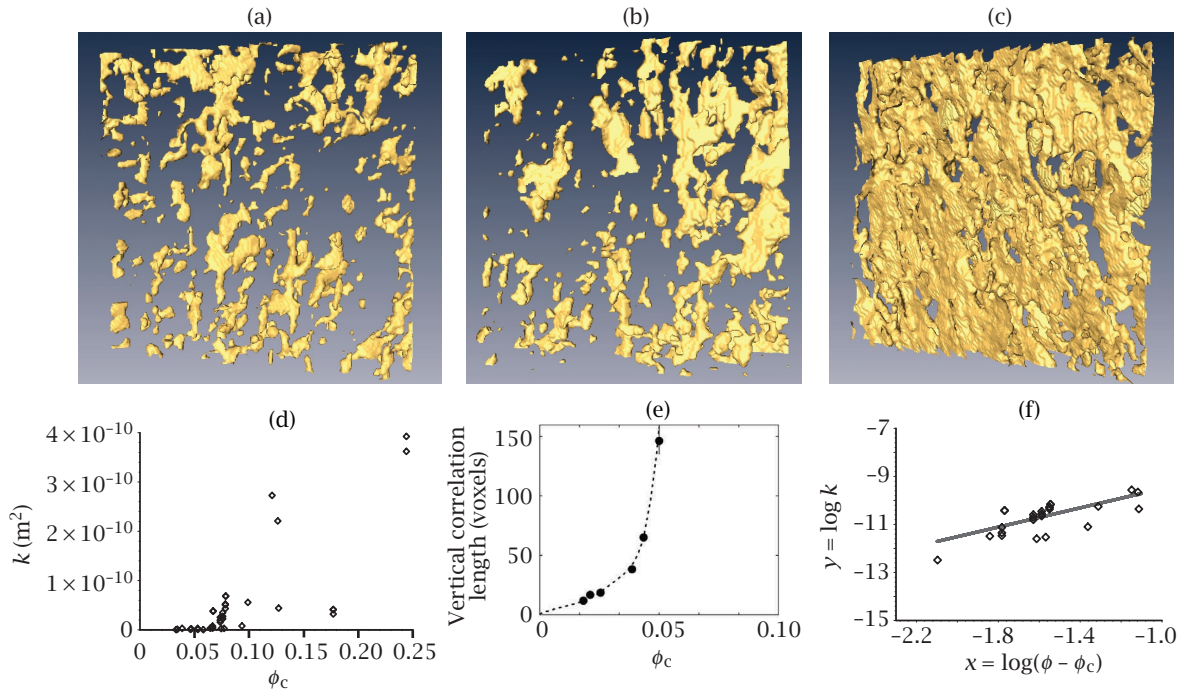 (a)
(b)
(c)
(d)
4 × 10⁻¹⁰
3 × 10⁻¹⁰
2 × 10⁻¹⁰
1 × 10⁻¹⁰
0
k (m²)
0 0.05 0.10 0.15 0.20 0.25
ϕc
(e)
150
100
50
0
Vertical correlation
length (voxels)
0 0.05 0.10
ϕc
(f)
–7
–9
–11
–13
–15
y = log k
–2.2 –1.8 –1.4 –1.0
x = log(ϕ – ϕc)